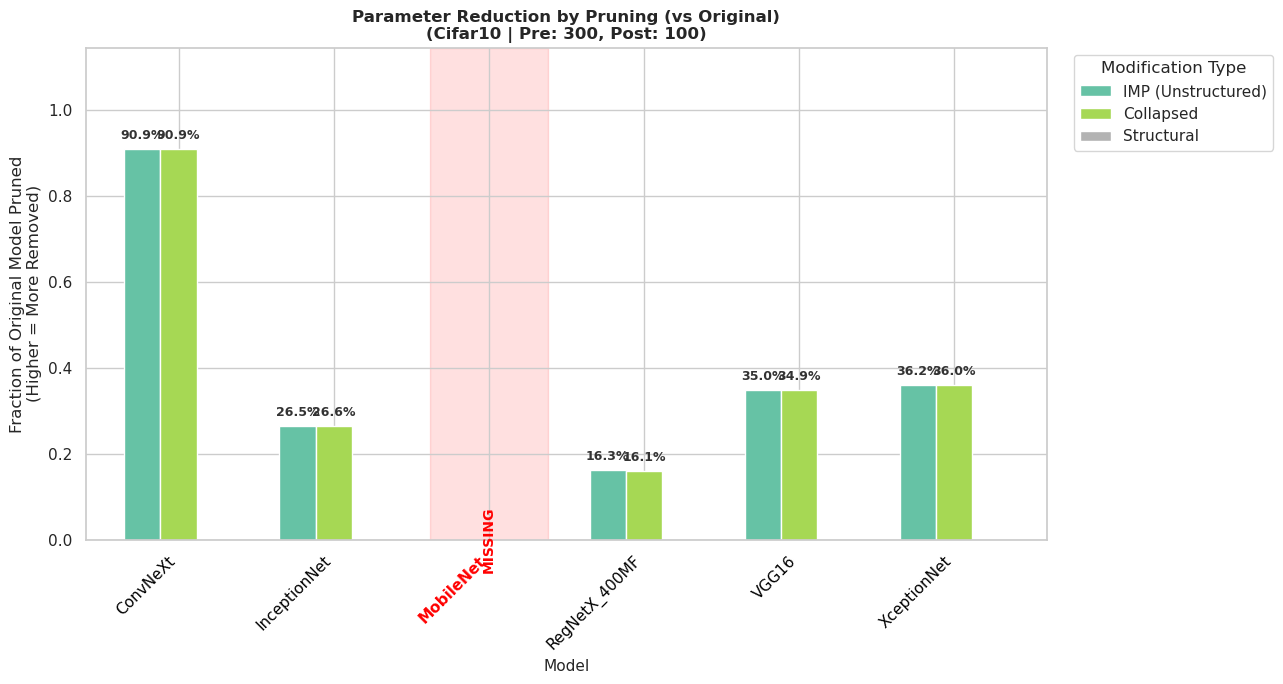 Parameter Reduction by Pruning (vs Original)
(Cifar10 | Pre: 300, Post: 100)
Modification Type
IMP (Unstructured)
Collapsed
Structural
Fraction of Original Model Pruned
(Higher = More Removed)
1.0
0.8
0.6
0.4
0.2
0.0
90.9%
90.9%
26.5%
26.6%
MISSING
16.3%
16.1%
35.0%
34.9%
36.2%
36.0%
ConvNeXt
InceptionNet
MobileNet
RegNetX_400MF
VGG16
XceptionNet
Model